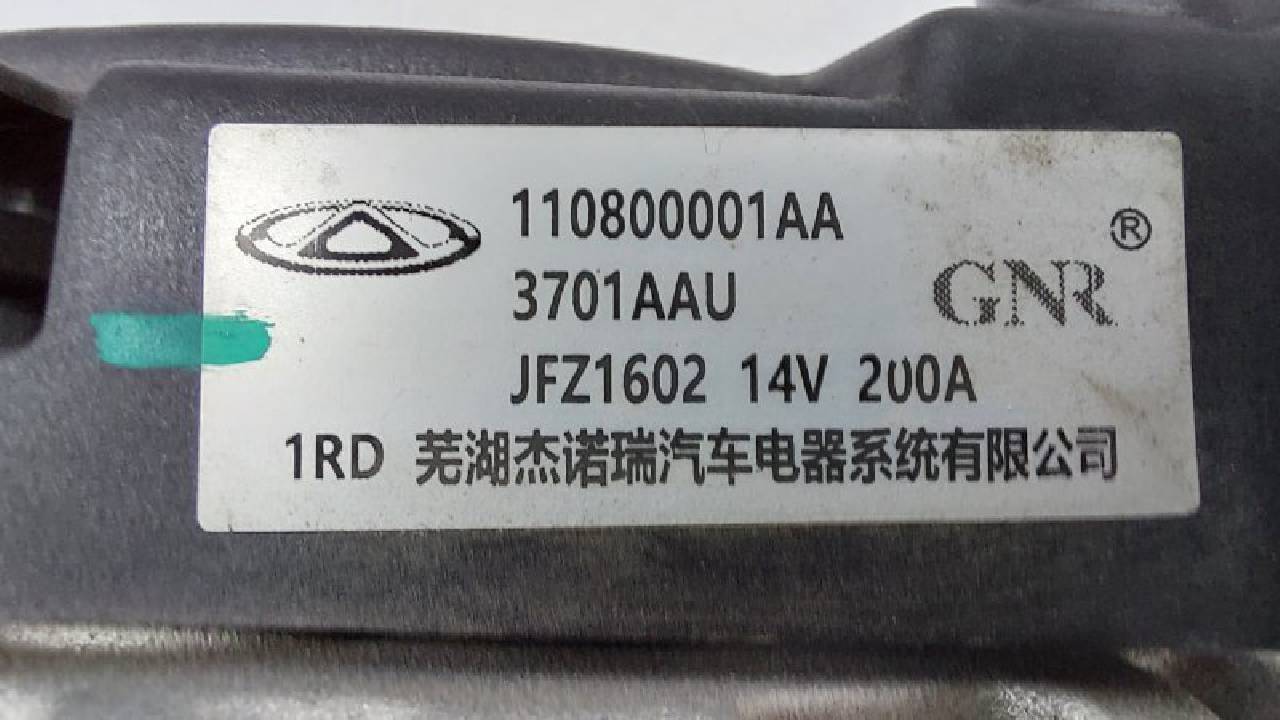 110800001AA
3701AAU
GNR®
JFZ1602 14V 200A
1RD 芜湖杰诺瑞汽车电器系统有限公司